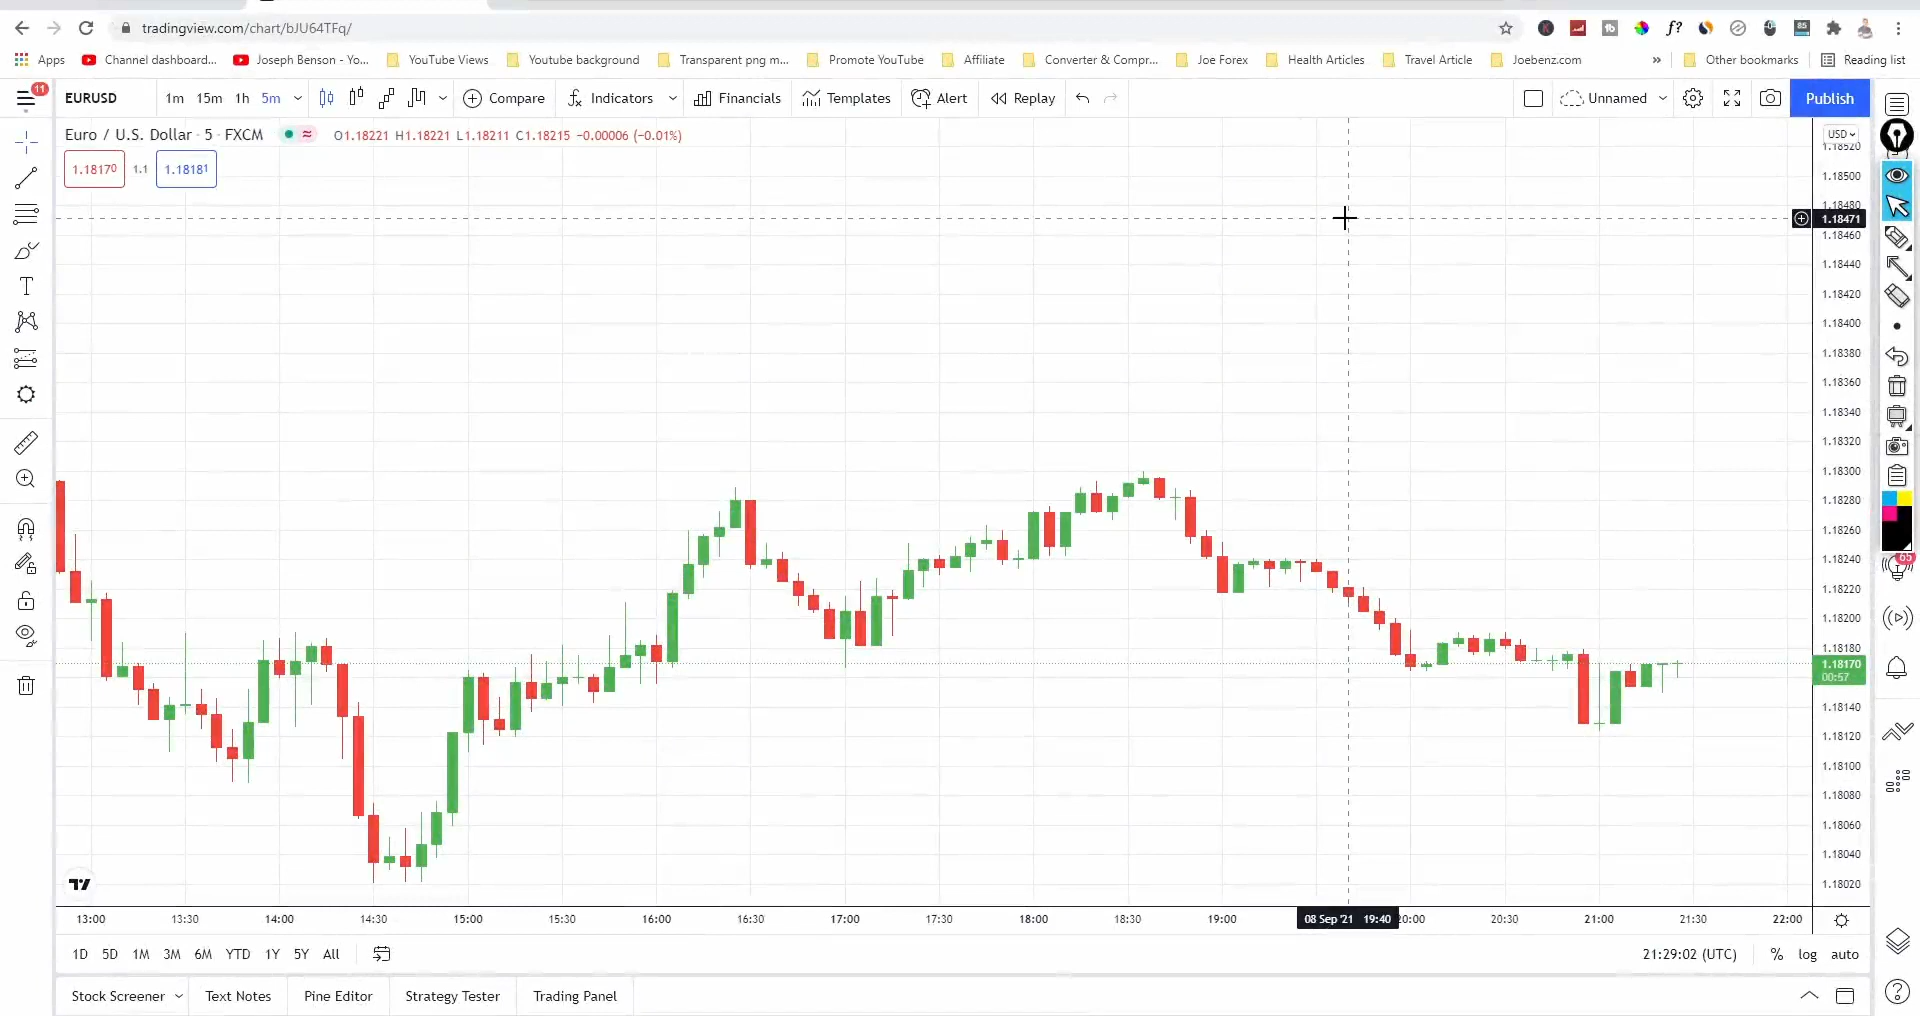 tradingview.com/chart/bJU64TFq/
K f? 85
Apps Channel dashboard... Joseph Benson - Yo... YouTube Views Youtube background Transparent png m... Promote YouTube Affiliate Converter & Compr... Joe Forex Health Articles Travel Article Joebenz.com » Other bookmarks Reading list
11 EURUSD 1m 15m 1h 5m Compare Indicators Financials Templates Alert Replay Unnamed Publish
Euro / U.S. Dollar · 5 · FXCM O1.18221 H1.18221 L1.18211 C1.18215 −0.00006 (−0.01%)
USD
1.18520
1.18170 1.1 1.18181
1.18500
1.18480
1.18471
1.18460
1.18440
1.18420
1.18400
1.18380
1.18360
1.18340
1.18320
1.18300
1.18280
1.18260
1.18240
65
1.18220
1.18200
1.18180
1.18170
00:57
1.18140
1.18120
1.18100
1.18080
1.18060
1.18040
1.18020
13:00 13:30 14:00 14:30 15:00 15:30 16:00 16:30 17:00 17:30 18:00 18:30 19:00 08 Sep '21 19:40 20:00 20:30 21:00 21:30 22:00
1D 5D 1M 3M 6M YTD 1Y 5Y All 21:29:02 (UTC) % log auto
Stock Screener Text Notes Pine Editor Strategy Tester Trading Panel